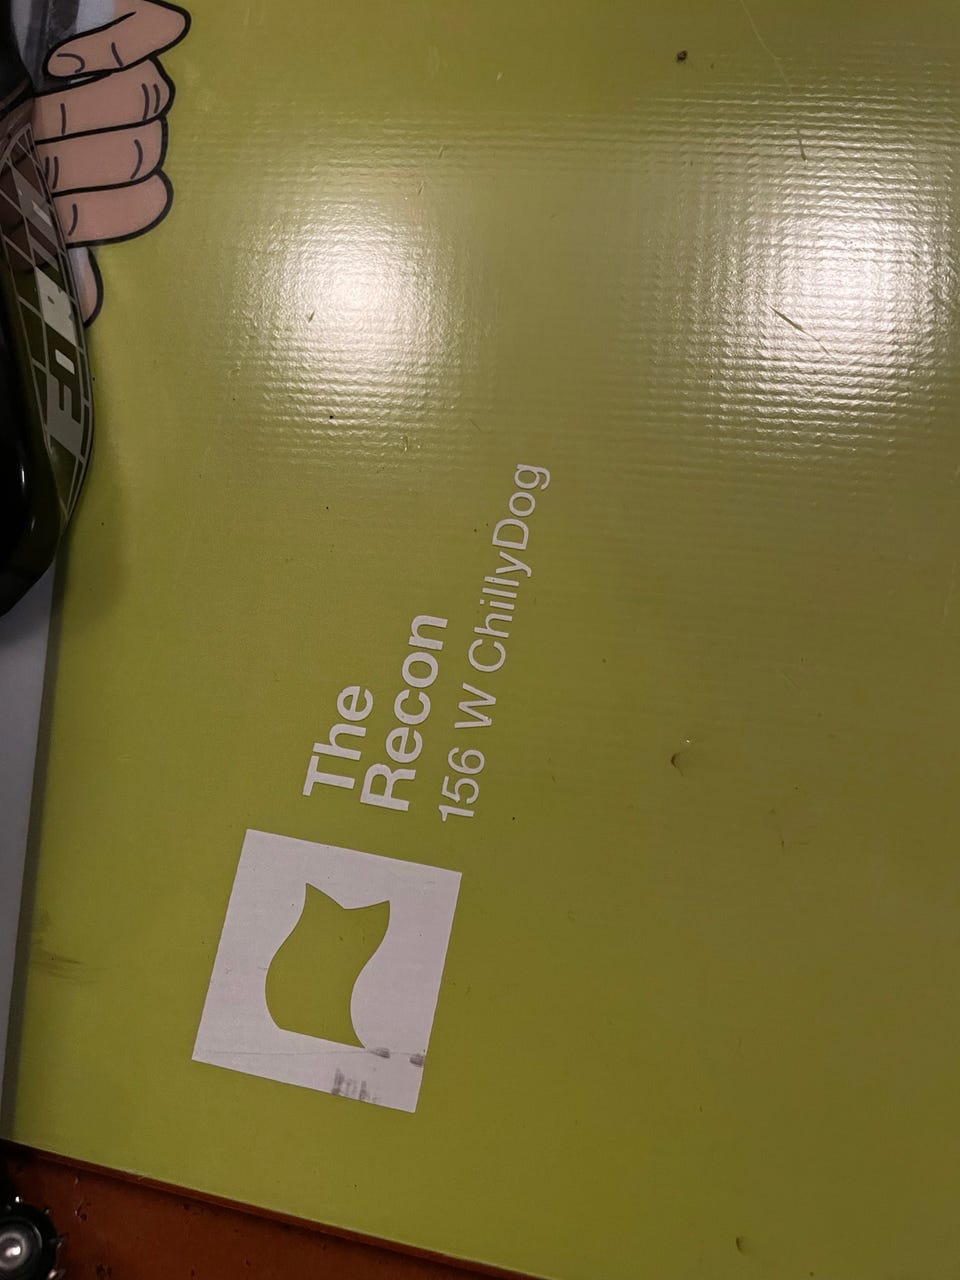 The
Recon
156 W ChillyDog